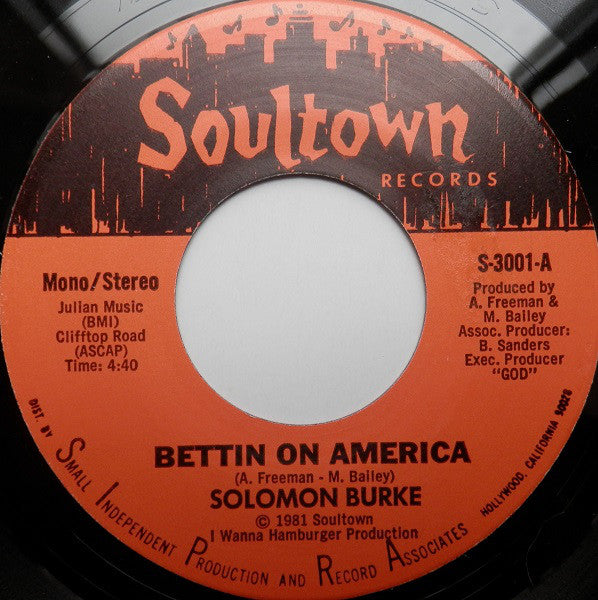 Soultown
RECORDS
Mono/Stereo
Julian Music
(BMI)
Clifftop Road
(ASCAP)
Time: 4:40
S-3001-A
Produced by
A. Freeman &
M. Bailey
Assoc. Producer:
B. Sanders
Exec. Producer
“GOD”
BETTIN ON AMERICA
(A. Freeman - M. Bailey)
SOLOMON BURKE
© 1981 Soultown
I Wanna Hamburger Production
DIST. BY SMALL INDEPENDENT PRODUCTION AND RECORD ASSOCIATES HOLLYWOOD, CALIFORNIA 90028